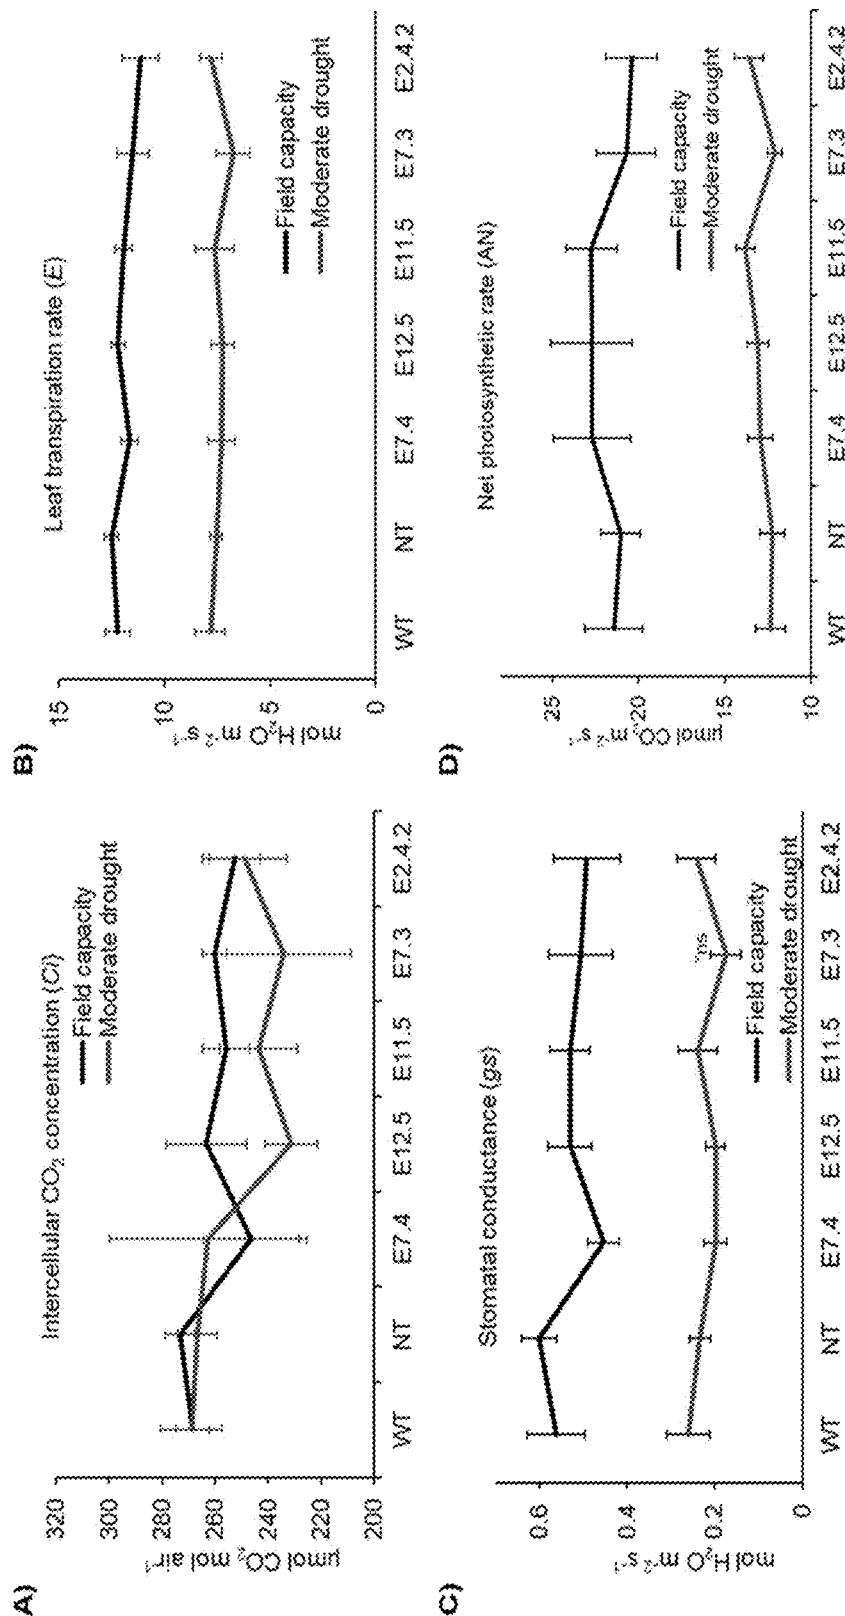 A)
Intercellular CO₂ concentration (Ci)
Field capacity
Moderate drought
320
300
280
260
240
220
200
µmol CO₂ mol air⁻¹
WT NT E7.4 E12.5 E11.5 E7.3 E2.4.2
B)
Leaf transpiration rate (E)
15
10
5
0
mol H₂O m⁻² s⁻¹
Field capacity
Moderate drought
WT NT E7.4 E12.5 E11.5 E7.3 E2.4.2
C)
Stomatal conductance (gs)
0.6
0.4
0.2
0
mol H₂O m⁻² s⁻¹
*ns
Field capacity
Moderate drought
WT NT E7.4 E12.5 E11.5 E7.3 E2.4.2
D)
Net photosynthetic rate (AN)
25
20
15
10
µmol CO₂ m⁻² s⁻¹
Field capacity
Moderate drought
WT NT E7.4 E12.5 E11.5 E7.3 E2.4.2